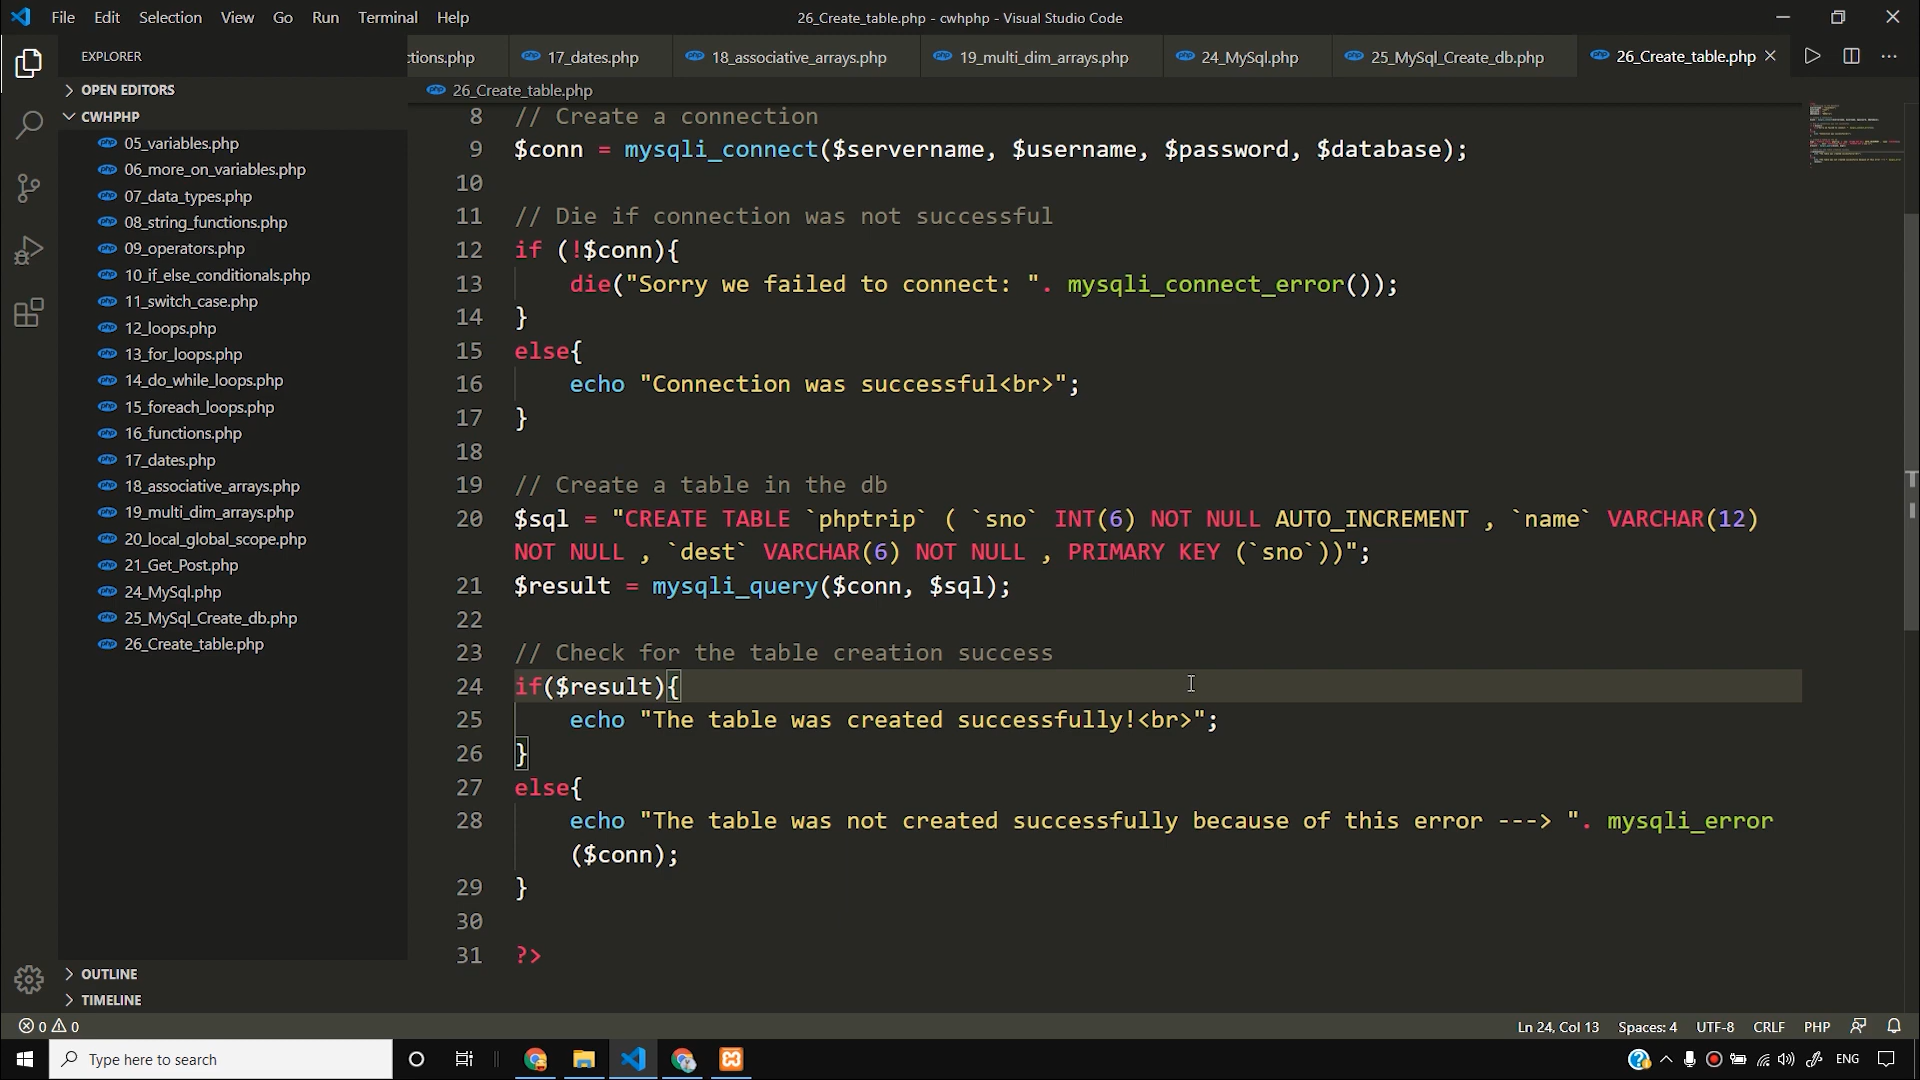 File Edit Selection View Go Run Terminal Help
26_Create_table.php - cwhphp - Visual Studio Code
EXPLORER
ctions.php 17_dates.php 18_associative_arrays.php 19_multi_dim_arrays.php 24_MySql.php 25_MySql_Create_db.php 26_Create_table.php
OPEN EDITORS
CWHPHP
05_variables.php
06_more_on_variables.php
07_data_types.php
08_string_functions.php
09_operators.php
10_if_else_conditionals.php
11_switch_case.php
12_loops.php
13_for_loops.php
14_do_while_loops.php
15_foreach_loops.php
16_functions.php
17_dates.php
18_associative_arrays.php
19_multi_dim_arrays.php
20_local_global_scope.php
21_Get_Post.php
24_MySql.php
25_MySql_Create_db.php
26_Create_table.php
OUTLINE
TIMELINE
26_Create_table.php
8 // Create a connection
9 $conn = mysqli_connect($servername, $username, $password, $database);
10
11 // Die if connection was not successful
12 if (!$conn){
13 die("Sorry we failed to connect: ". mysqli_connect_error());
14 }
15 else{
16 echo "Connection was successful<br>";
17 }
18
19 // Create a table in the db
20 $sql = "CREATE TABLE `phptrip` ( `sno` INT(6) NOT NULL AUTO_INCREMENT , `name` VARCHAR(12)
NOT NULL , `dest` VARCHAR(6) NOT NULL , PRIMARY KEY (`sno`))";
21 $result = mysqli_query($conn, $sql);
22
23 // Check for the table creation success
24 if($result){
25 echo "The table was created successfully!<br>";
26 }
27 else{
28 echo "The table was not created successfully because of this error ---> ". mysqli_error
($conn);
29 }
30
31 ?>
0 0
Ln 24, Col 13 Spaces: 4 UTF-8 CRLF PHP
Type here to search
ENG